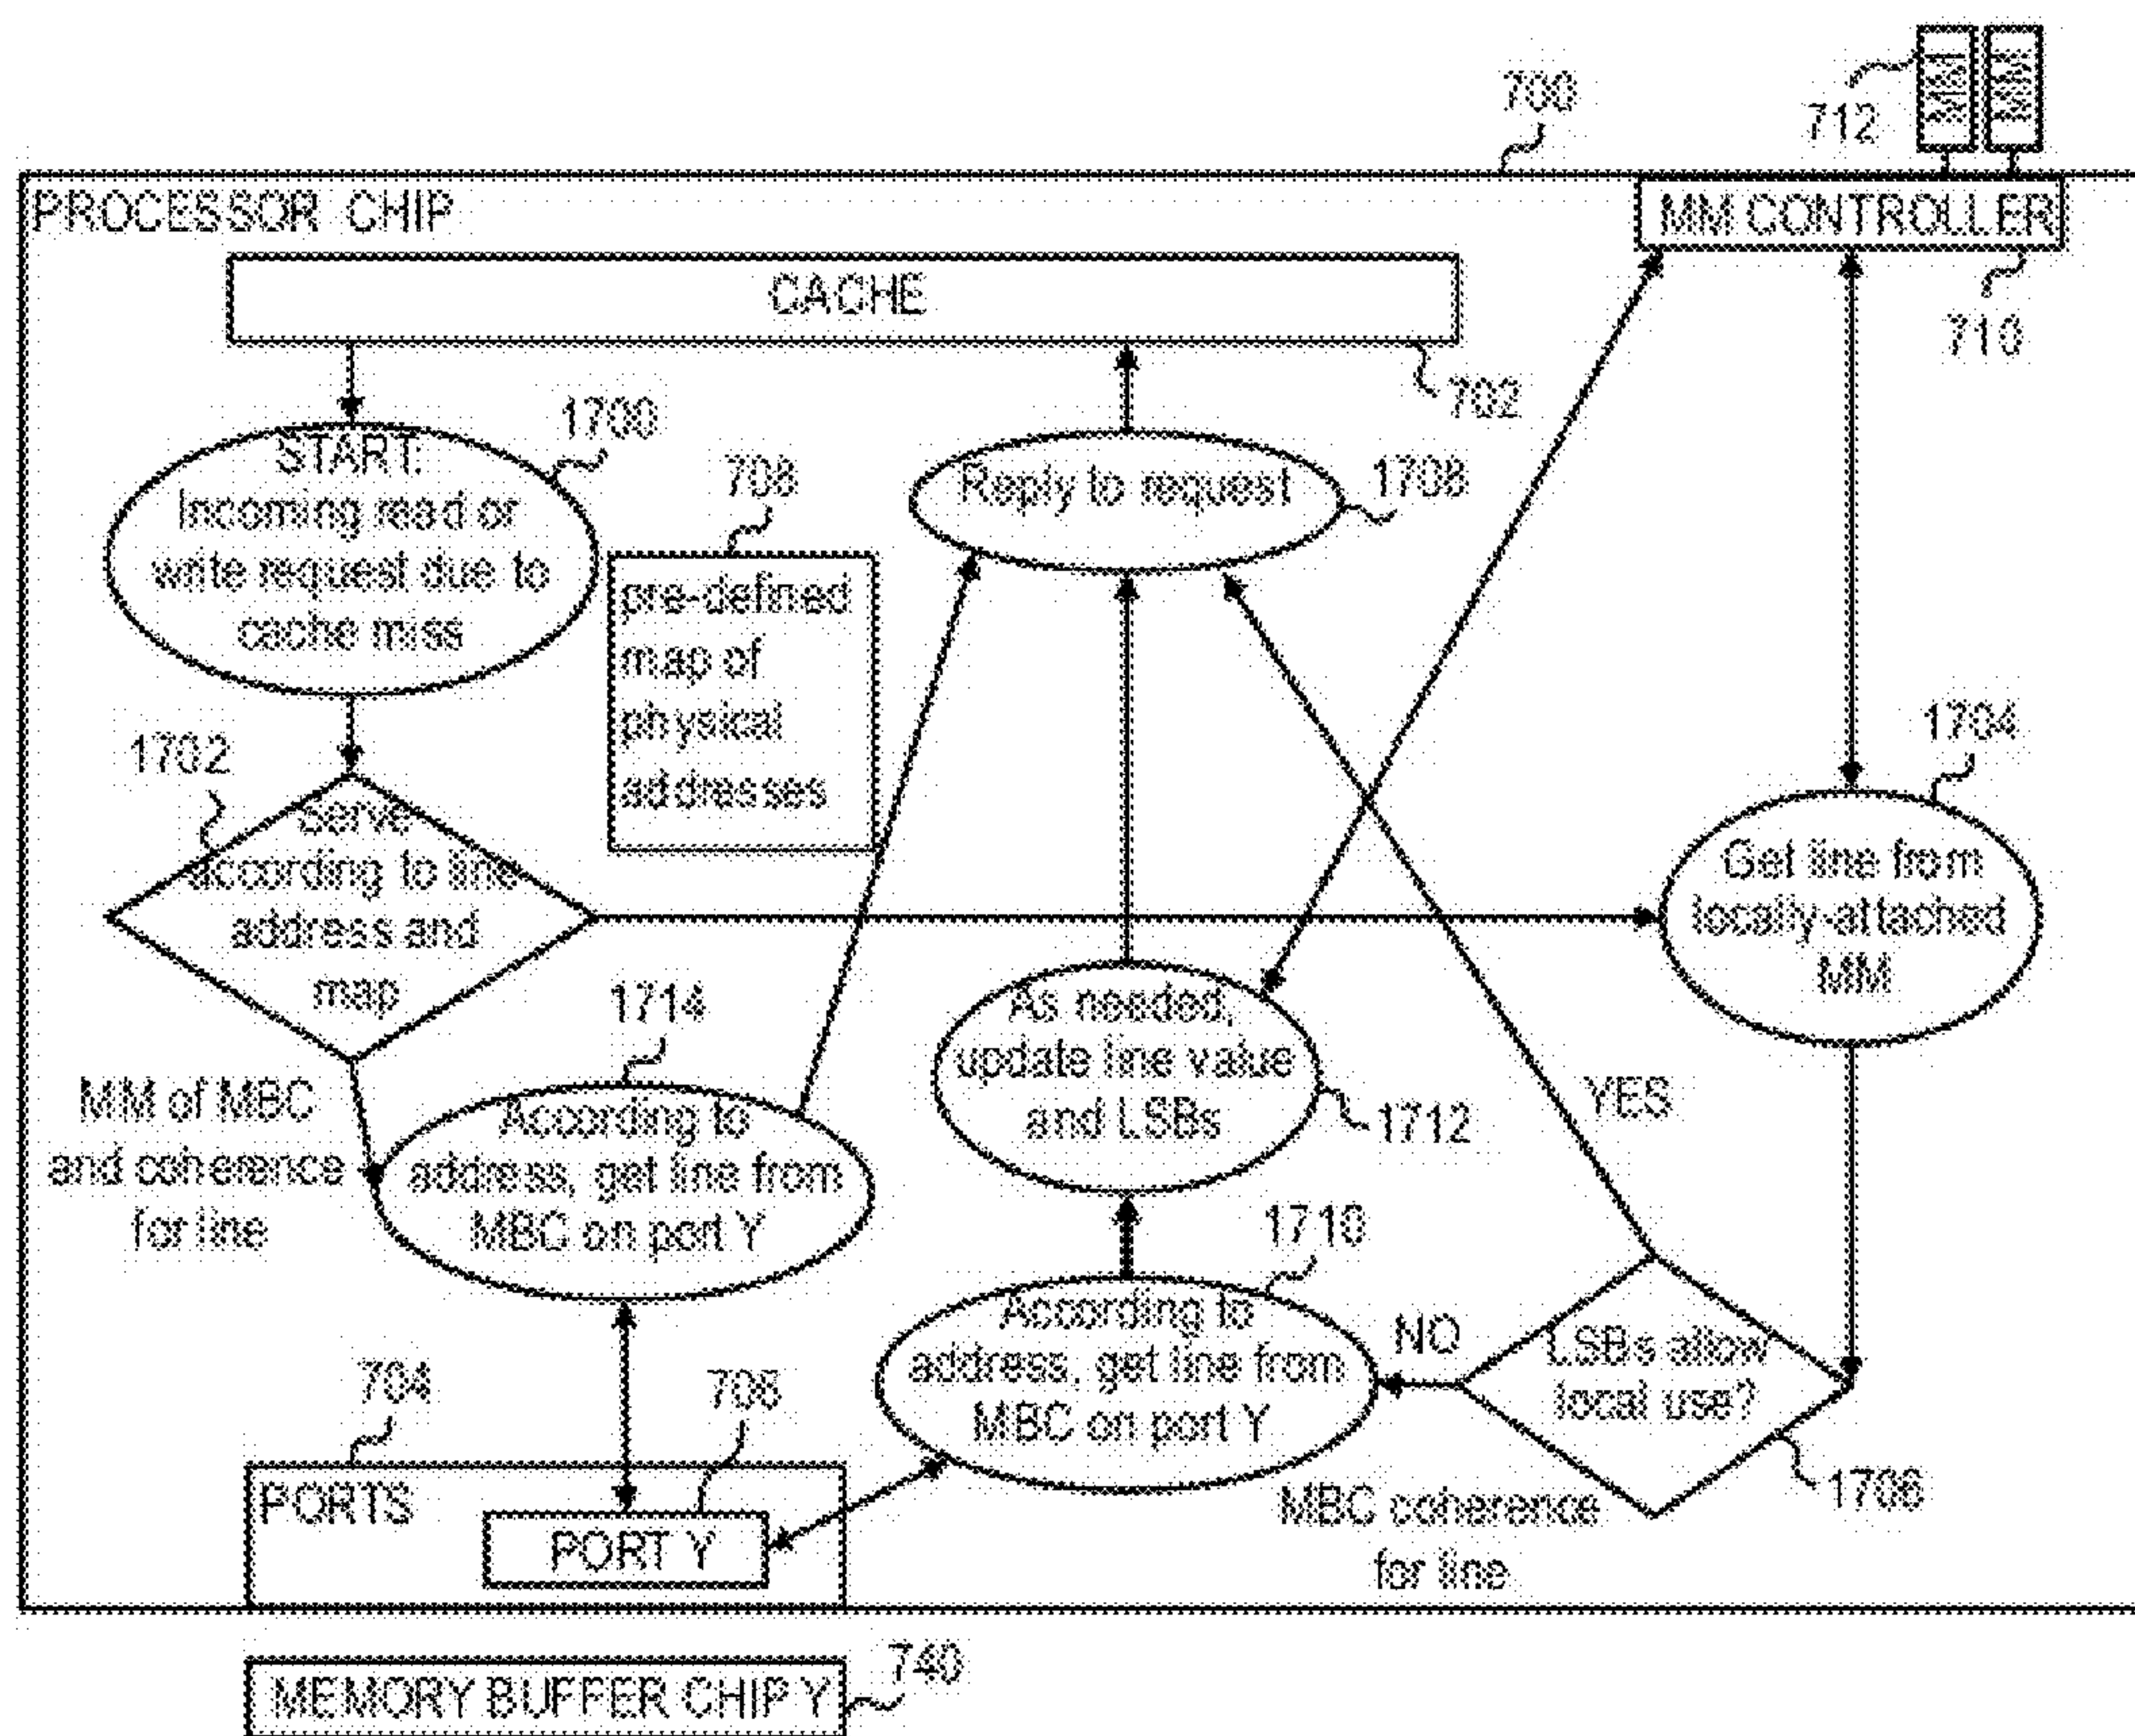 700
712
MM
MM
PROCESSOR CHIP
MM CONTROLLER
710
CACHE
702
1700
START:
Incoming read or
write request due to
cache miss
708
pre-defined
map of
physical
addresses
Reply to request
1708
1702
Serve
according to line
address and
map
1704
Get line from
locally-attached
MM
MM of MBC
and coherence
for line
1714
According to
address, get line from
MBC on port Y
As needed,
update line value
and LSBs
1712
YES
1710
According to
address, get line from
MBC on port Y
NO
LSBs allow
local use?
1706
MBC coherence
for line
704
706
PORTS
PORT Y
MEMORY BUFFER CHIP Y
740